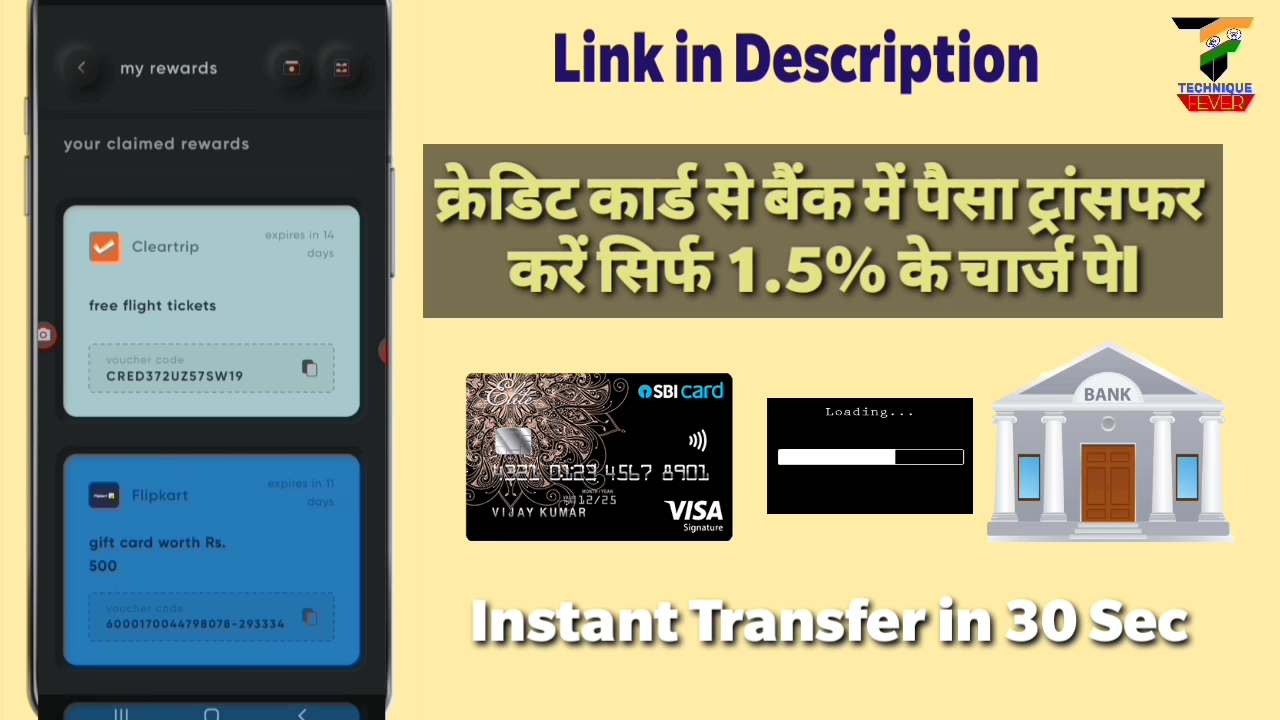 my rewards
your claimed rewards
Cleartrip
expires in 14
days
free flight tickets
voucher code
CRED372UZ57SW19
Flipkart
expires in 11
days
gift card worth Rs.
500
voucher code
6000170044798078-293334
Link in Description
TECHNIQUE
FEVER
क्रेडिट कार्ड से बैंक में पैसा ट्रांसफर
करें सिर्फ 1.5% के चार्ज पे।
Elite
SBI card
4321 0123 4567 8901
MONTH/YEAR
12/25
VIJAY KUMAR
VISA
Signature
Loading...
BANK
Instant Transfer in 30 Sec